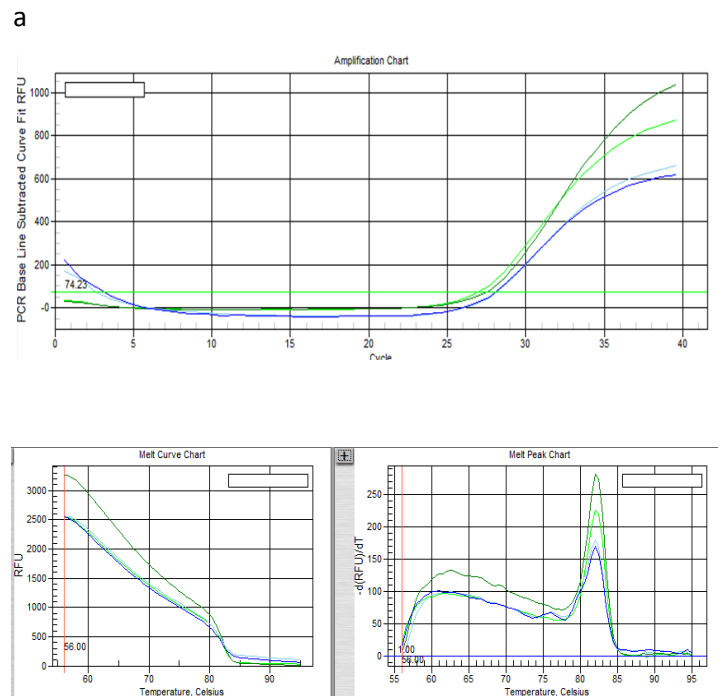 a
Amplification Chart
PCR Base Line Subtracted Curve Fit RFU
1000
800
600
400
200
-0
74.23
0 5 10 15 20 25 30 35 40
Cycle
Melt Curve Chart
RFU
3000
2500
2000
1500
1000
500
0
56.00
60 70 80 90
Temperature, Celsius
Melt Peak Chart
-d(RFU)/dT
250
200
150
100
50
0
1.00
56.00
55 60 65 70 75 80 85 90 95
Temperature, Celsius